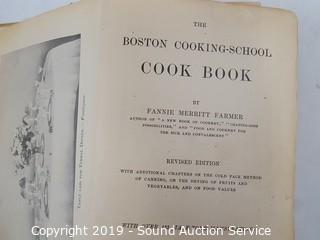 THE
BOSTON COOKING-SCHOOL
COOK BOOK
BY
FANNIE MERRITT FARMER
AUTHOR OF "A NEW BOOK OF COOKERY," "CHAFING-DISH
POSSIBILITIES," AND "FOOD AND COOKERY FOR
THE SICK AND CONVALESCENT"
REVISED EDITION
WITH ADDITIONAL CHAPTERS ON THE COLD PACK METHOD
OF CANNING, ON THE DRYING OF FRUITS AND
VEGETABLES, AND ON FOOD VALUES
Copyright 2019 - Sound Auction Service